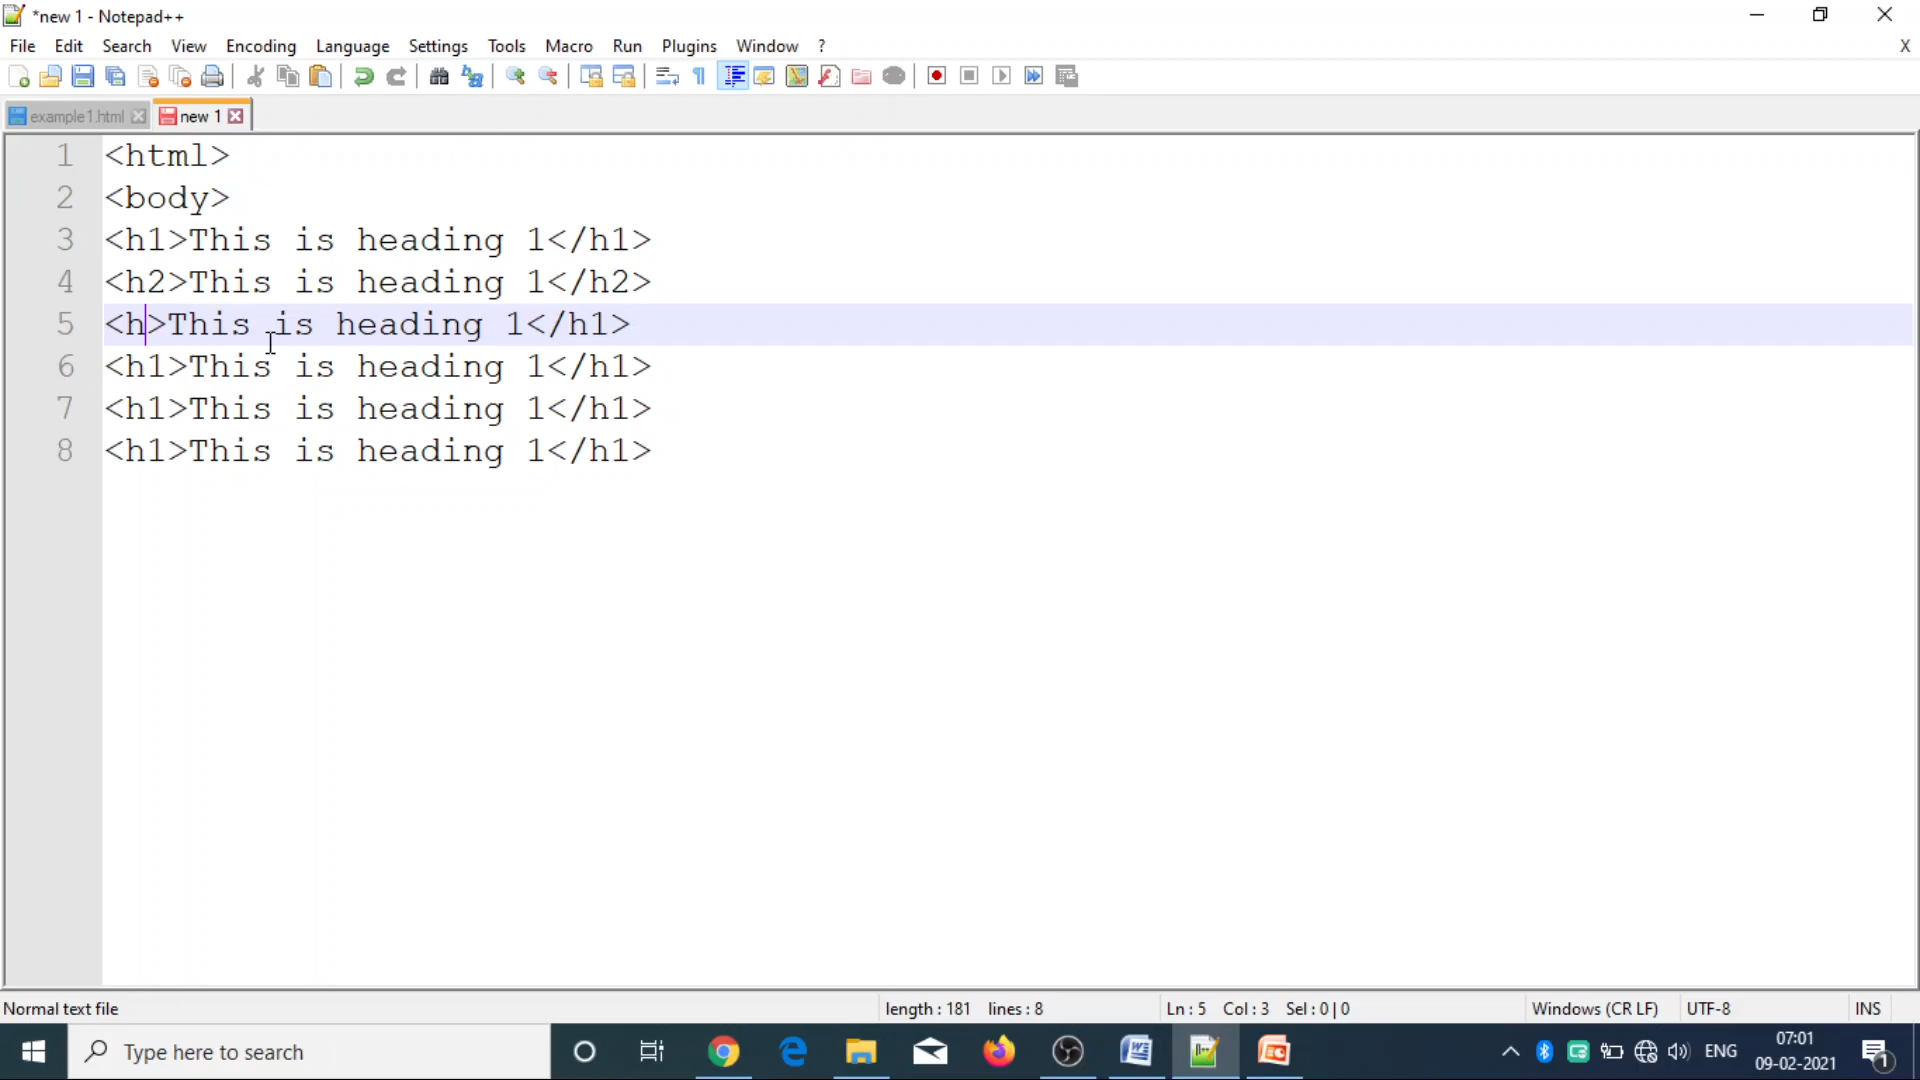 *new 1 - Notepad++
File Edit Search View Encoding Language Settings Tools Macro Run Plugins Window ? X
example1.html new 1
1 <html>
2 <body>
3 <h1>This is heading 1</h1>
4 <h2>This is heading 1</h2>
5 <h>This is heading 1</h1>
6 <h1>This is heading 1</h1>
7 <h1>This is heading 1</h1>
8 <h1>This is heading 1</h1>
Normal text file length : 181 lines : 8 Ln : 5 Col : 3 Sel : 0 | 0 Windows (CR LF) UTF-8 INS
Type here to search ENG 07:01
09-02-2021 1